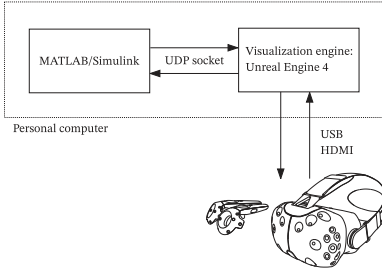 MATLAB/Simulink
UDP socket
Visualization engine:
Unreal Engine 4
Personal computer
USB
HDMI